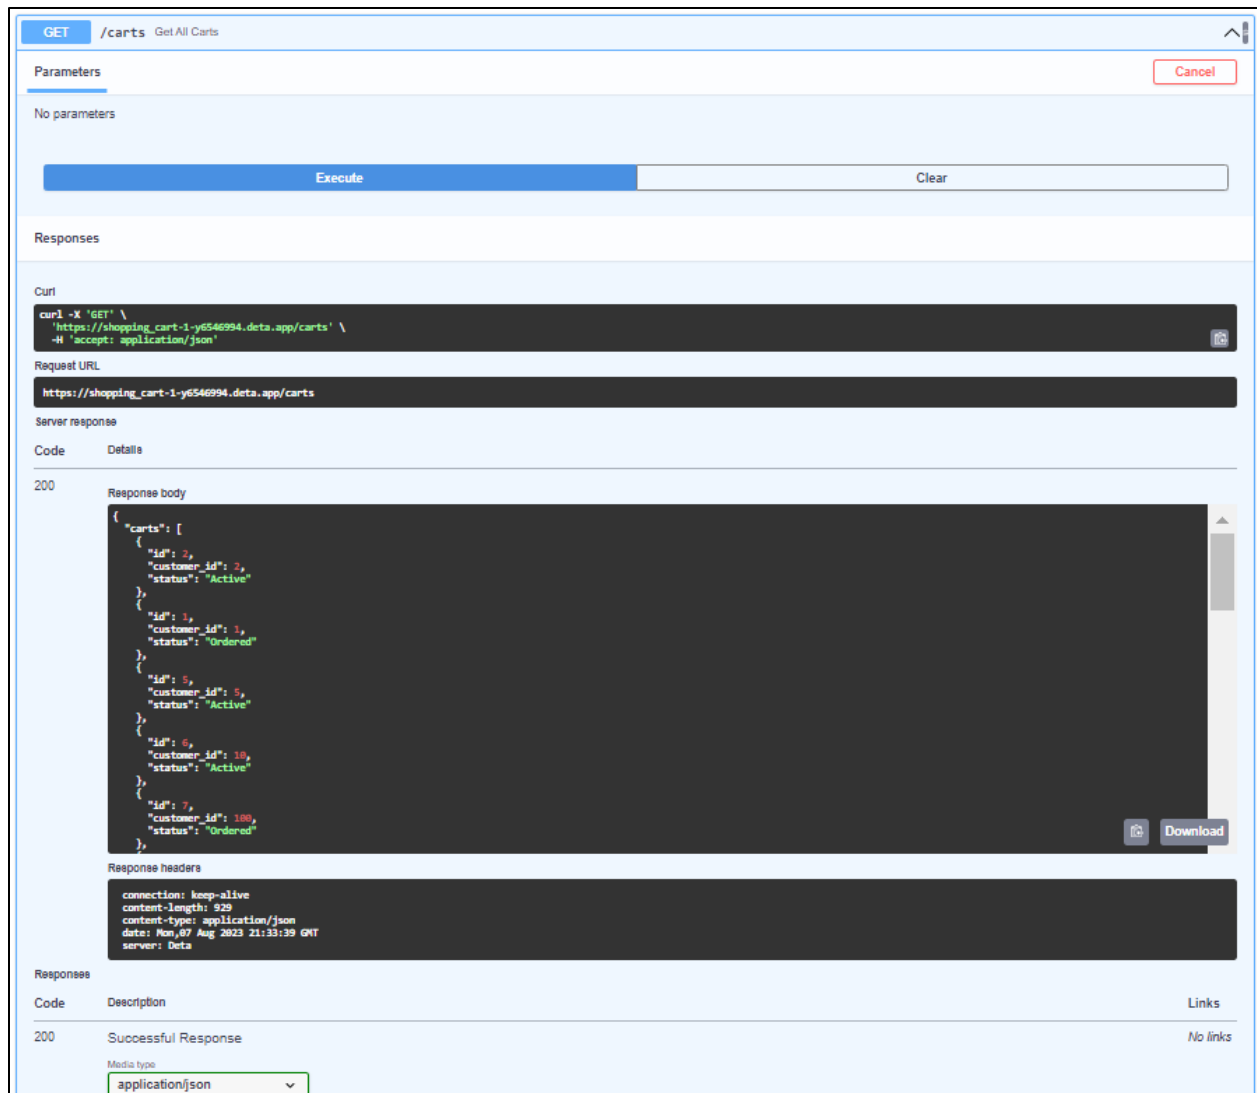 GET /carts Get All Carts
Parameters
Cancel
No parameters
Execute
Clear
Responses
Curl
curl -X 'GET' \
'https://shopping_cart-1-y6546994.deta.app/carts' \
-H 'accept: application/json'
Request URL
https://shopping_cart-1-y6546994.deta.app/carts
Server response
Code Details
200
Response body
{
"carts": [
{
"id": 2,
"customer_id": 2,
"status": "Active"
},
{
"id": 1,
"customer_id": 1,
"status": "Ordered"
},
{
"id": 5,
"customer_id": 5,
"status": "Active"
},
{
"id": 6,
"customer_id": 10,
"status": "Active"
},
{
"id": 7,
"customer_id": 100,
"status": "Ordered"
},
Download
Response headers
connection: keep-alive
content-length: 929
content-type: application/json
date: Mon,07 Aug 2023 21:33:39 GMT
server: Deta
Responses
Code Description Links
200 Successful Response No links
Media type
application/json